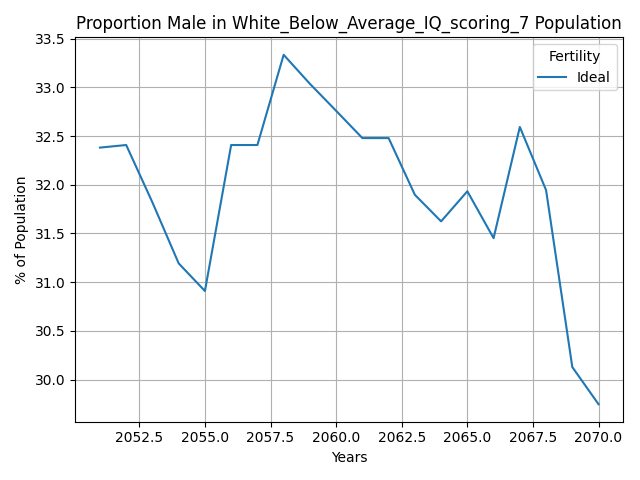 Proportion Male in White_Below_Average_IQ_scoring_7 Population
33.5
33.0
32.5
32.0
31.5
31.0
30.5
30.0
% of Population
Fertility
Ideal
2052.5 2055.0 2057.5 2060.0 2062.5 2065.0 2067.5 2070.0
Years